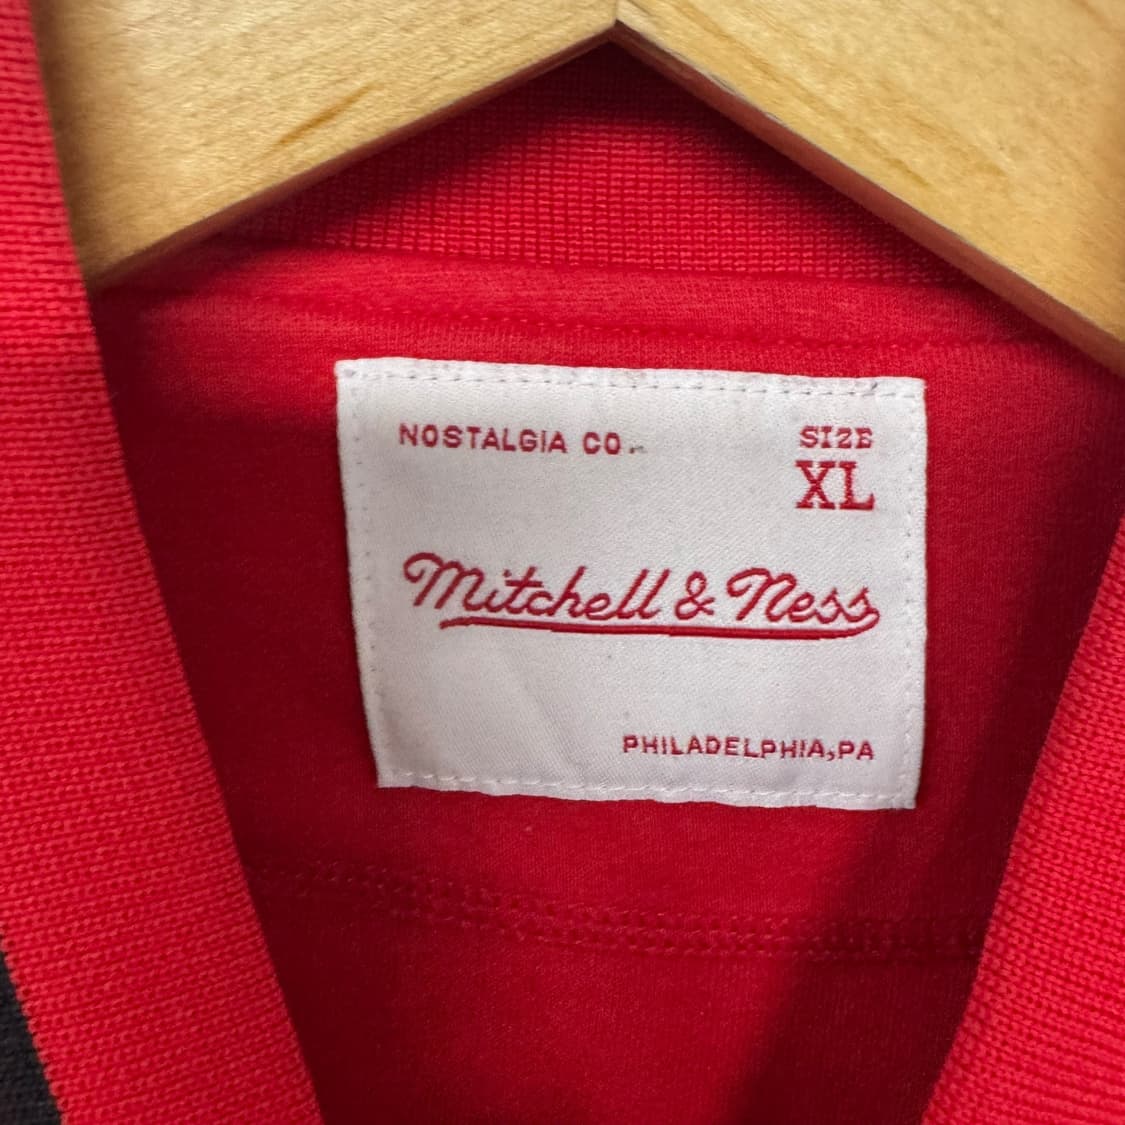 NOSTALGIA CO.
SIZE
XL
Mitchell & Ness
PHILADELPHIA, PA